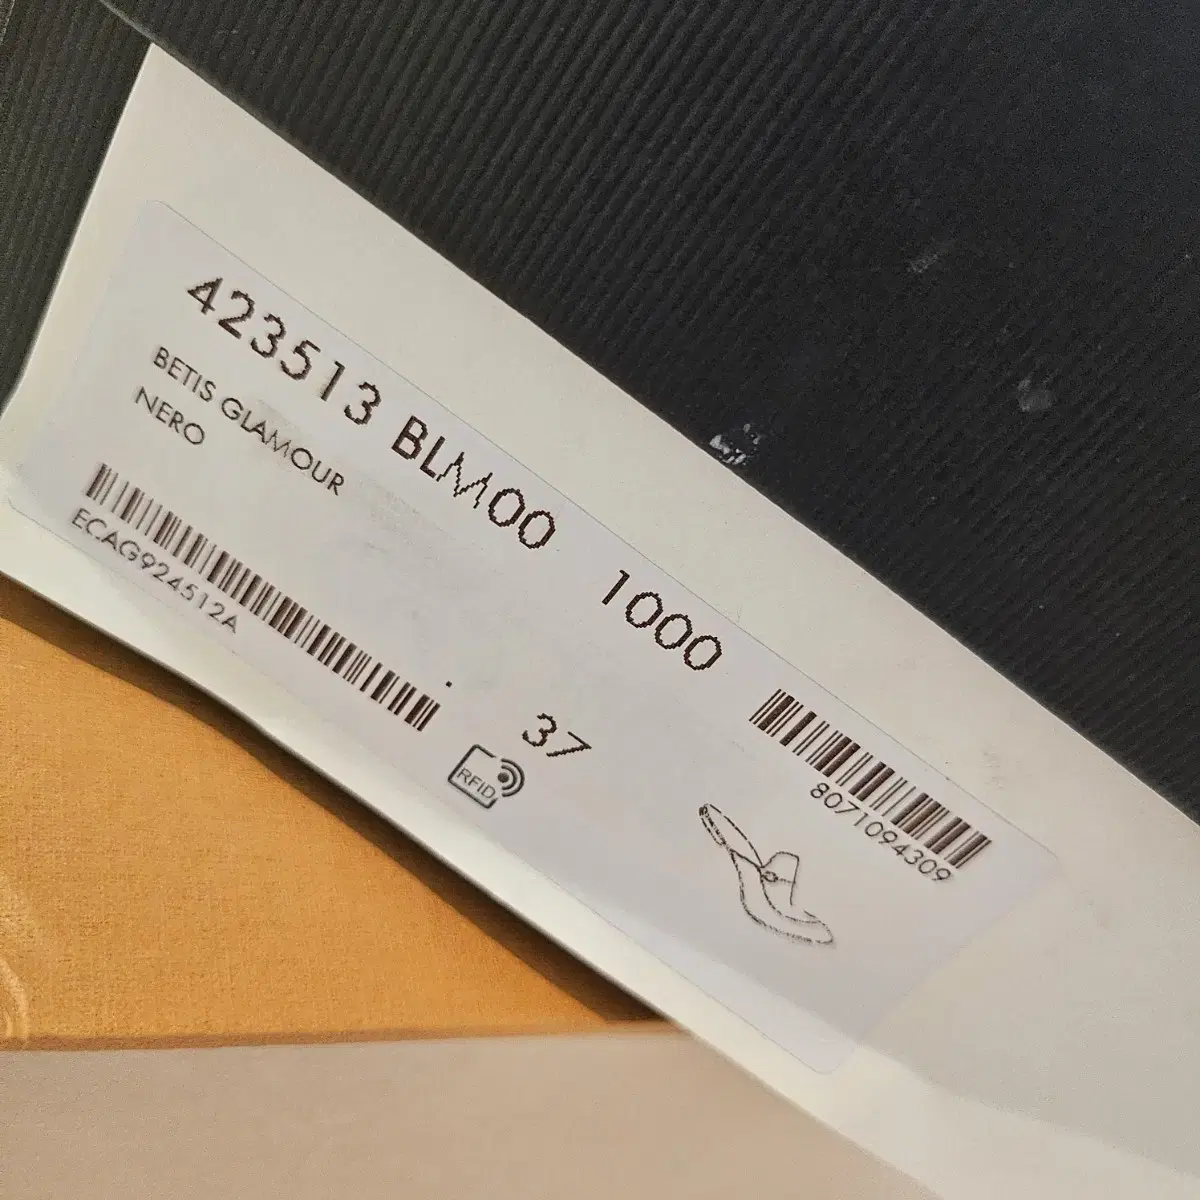 423513 BLM00 1000
BETIS GLAMOUR
NERO
ECAG924512A
37
RFID
8071094309